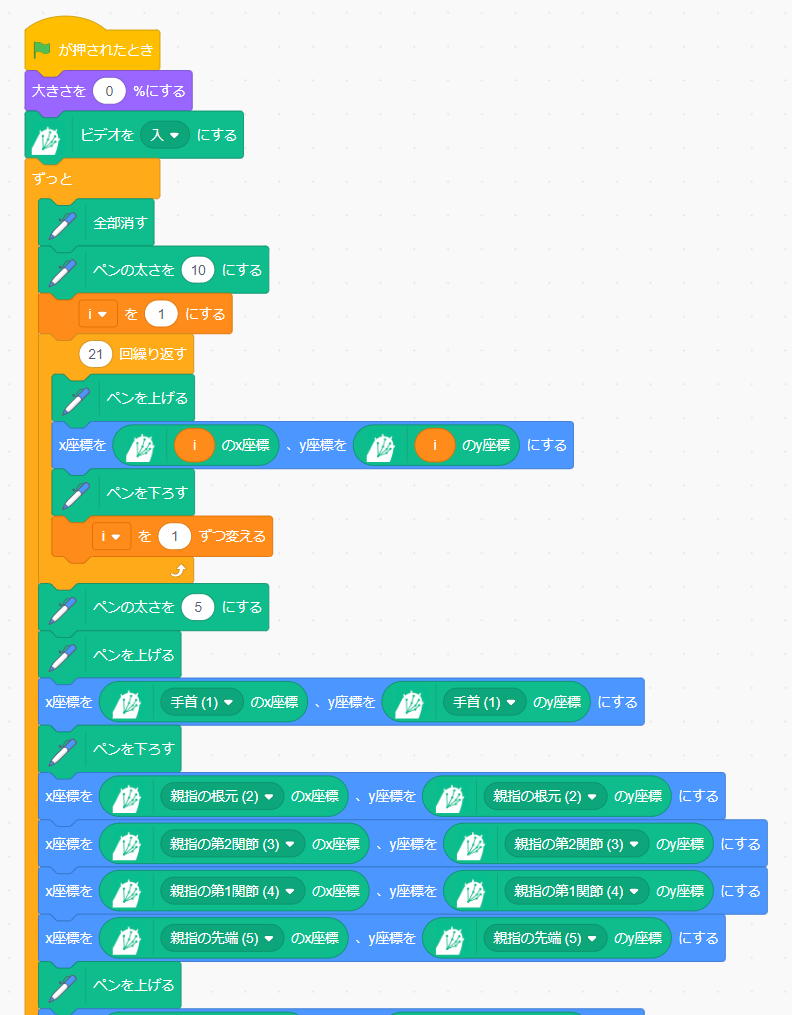 が押されたとき
大きさを 0 %にする
ビデオを 入 にする
ずっと
全部消す
ペンの太さを 10 にする
i を 1 にする
21 回繰り返す
ペンを上げる
x座標を i のx座標 、y座標を i のy座標 にする
ペンを下ろす
i を 1 ずつ変える
ペンの太さを 5 にする
ペンを上げる
x座標を 手首 (1) のx座標 、y座標を 手首 (1) のy座標 にする
ペンを下ろす
x座標を 親指の根元 (2) のx座標 、y座標を 親指の根元 (2) のy座標 にする
x座標を 親指の第2関節 (3) のx座標 、y座標を 親指の第2関節 (3) のy座標 にする
x座標を 親指の第1関節 (4) のx座標 、y座標を 親指の第1関節 (4) のy座標 にする
x座標を 親指の先端 (5) のx座標 、y座標を 親指の先端 (5) のy座標 にする
ペンを上げる